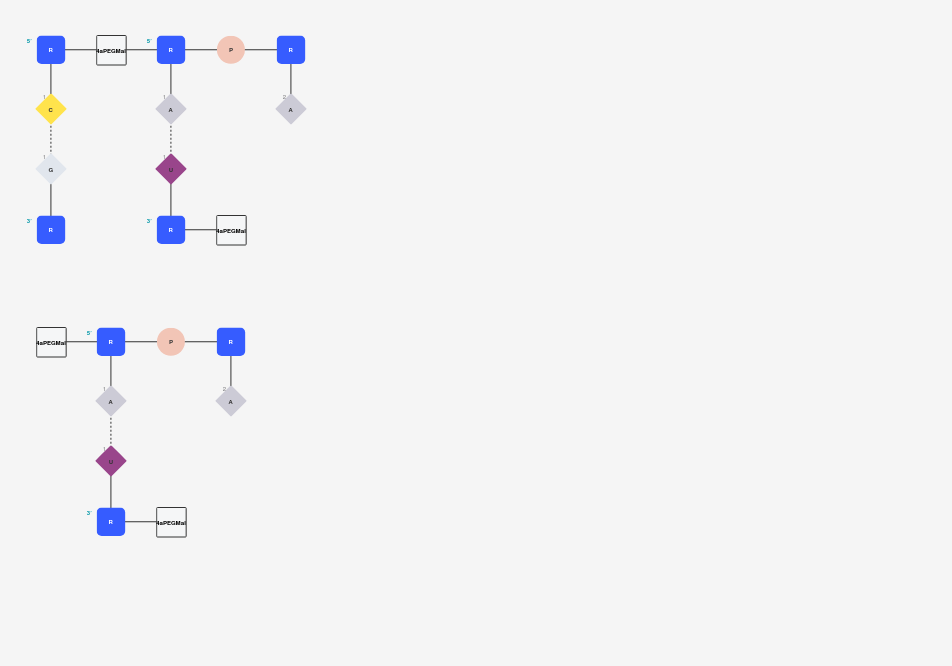 5' R 4aPEGMal 5' R P R
1 C 1 A 2 A
1 G 1 U
3' R 3' R 4aPEGMal
4aPEGMal 5' R P R
1 A 2 A
1 U
3' R 4aPEGMal